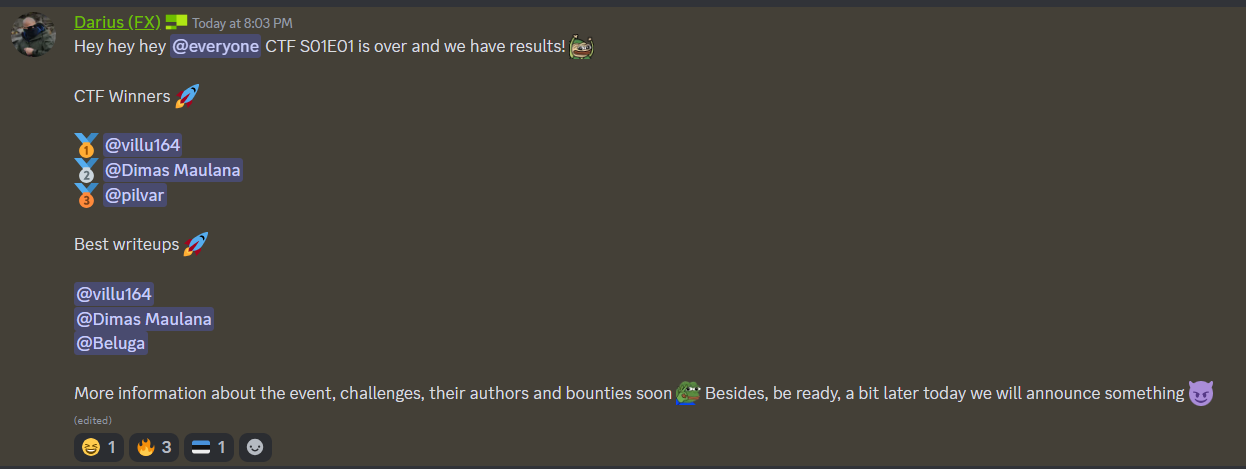 Darius (FX) Today at 8:03 PM
Hey hey hey @everyone CTF S01E01 is over and we have results!
CTF Winners
1 @villu164
2 @Dimas Maulana
3 @pilvar
Best writeups
@villu164
@Dimas Maulana
@Beluga
More information about the event, challenges, their authors and bounties soon Besides, be ready, a bit later today we will announce something
(edited)
1 3 1